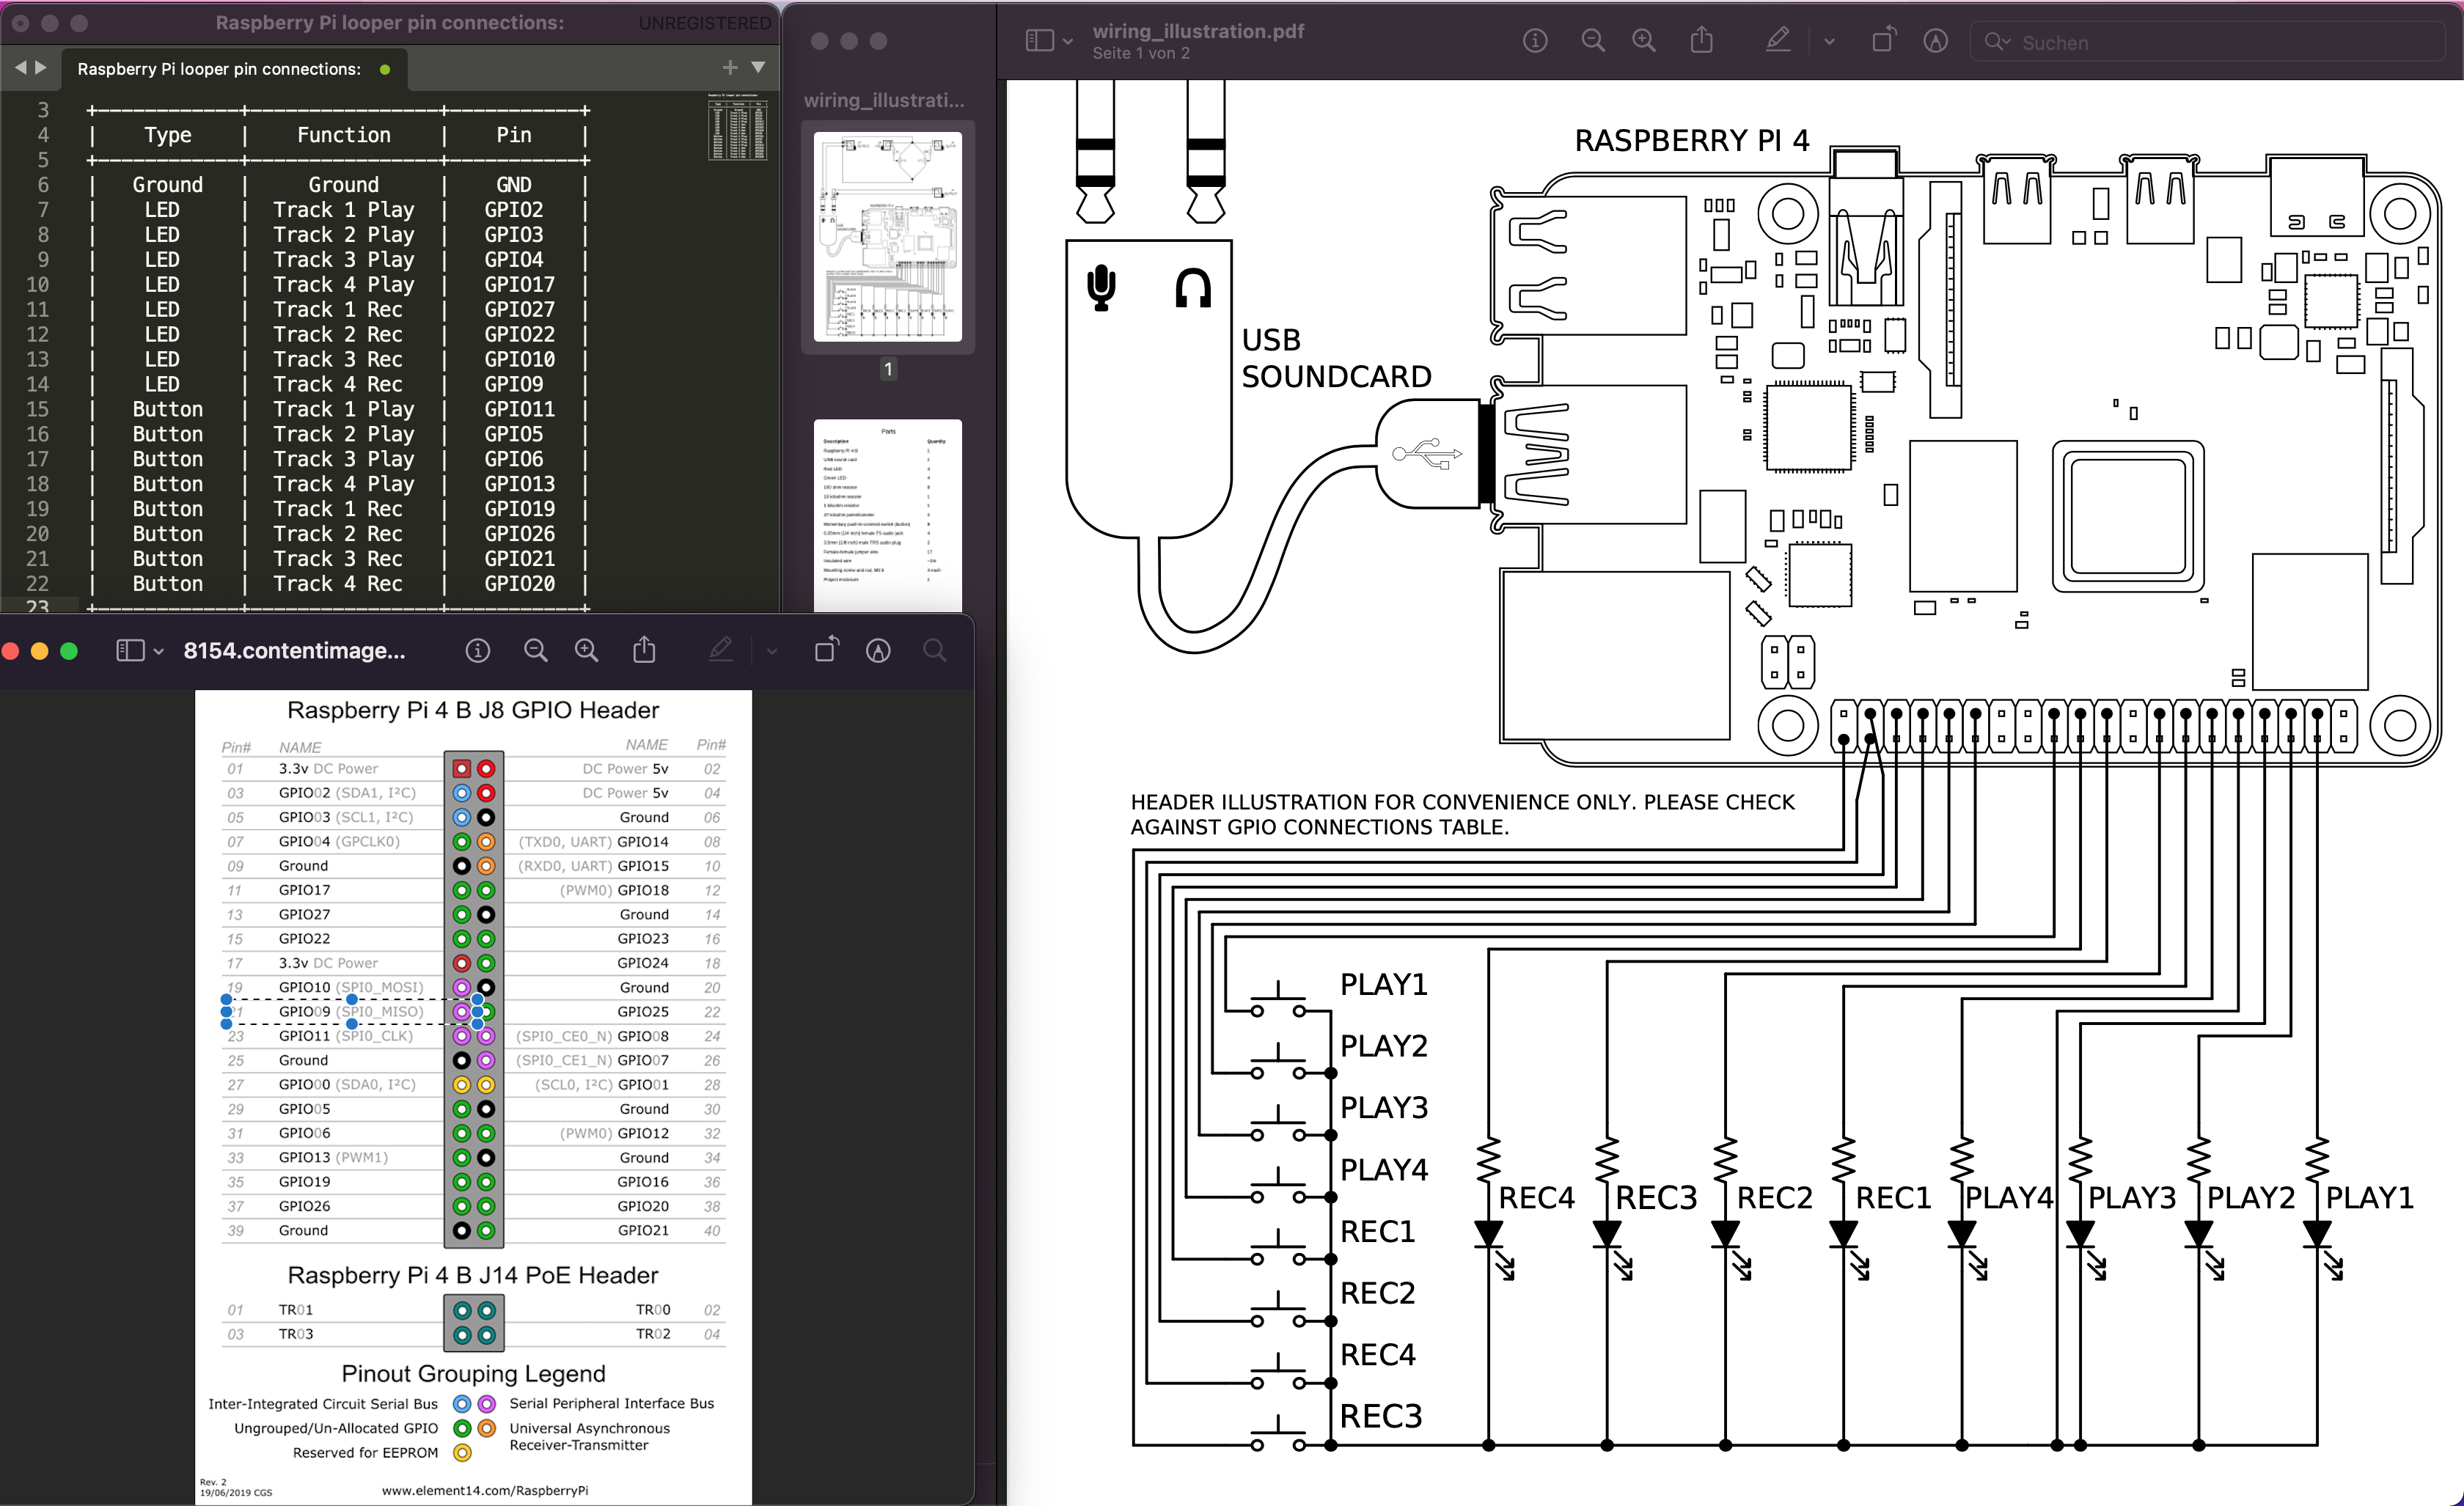 Raspberry Pi looper pin connections:
UNREGISTERED
Raspberry Pi looper pin connections:
3 +-----------+---------------+-----------+
4 | Type | Function | Pin |
5 +-----------+---------------+-----------+
6 | Ground | Ground | GND |
7 | LED | Track 1 Play | GPIO2 |
8 | LED | Track 2 Play | GPIO3 |
9 | LED | Track 3 Play | GPIO4 |
10 | LED | Track 4 Play | GPIO17 |
11 | LED | Track 1 Rec | GPIO27 |
12 | LED | Track 2 Rec | GPIO22 |
13 | LED | Track 3 Rec | GPIO10 |
14 | LED | Track 4 Rec | GPIO9 |
15 | Button | Track 1 Play | GPIO11 |
16 | Button | Track 2 Play | GPIO5 |
17 | Button | Track 3 Play | GPIO6 |
18 | Button | Track 4 Play | GPIO13 |
19 | Button | Track 1 Rec | GPIO19 |
20 | Button | Track 2 Rec | GPIO26 |
21 | Button | Track 3 Rec | GPIO21 |
22 | Button | Track 4 Rec | GPIO20 |
23 +-----------+---------------+-----------+
wiring_illustrati...
1
Parts
Description Quantity
Raspberry Pi 4 B 1
USB sound card 1
Red LED 4
Green LED 4
wiring_illustration.pdf
Seite 1 von 2
Suchen
RASPBERRY PI 4
USB
SOUNDCARD
HEADER ILLUSTRATION FOR CONVENIENCE ONLY. PLEASE CHECK
AGAINST GPIO CONNECTIONS TABLE.
PLAY1
PLAY2
PLAY3
PLAY4
REC1
REC2
REC4
REC3
REC4 REC3 REC2 REC1 PLAY4 PLAY3 PLAY2 PLAY1
8154.contentimage...
Raspberry Pi 4 B J8 GPIO Header
Pin# NAME NAME Pin#
01 3.3v DC Power DC Power 5v 02
03 GPIO02 (SDA1, I²C) DC Power 5v 04
05 GPIO03 (SCL1, I²C) Ground 06
07 GPIO04 (GPCLK0) (TXD0, UART) GPIO14 08
09 Ground (RXD0, UART) GPIO15 10
11 GPIO17 (PWM0) GPIO18 12
13 GPIO27 Ground 14
15 GPIO22 GPIO23 16
17 3.3v DC Power GPIO24 18
19 GPIO10 (SPI0_MOSI) Ground 20
21 GPIO09 (SPI0_MISO) GPIO25 22
23 GPIO11 (SPI0_CLK) (SPI0_CE0_N) GPIO08 24
25 Ground (SPI0_CE1_N) GPIO07 26
27 GPIO00 (SDA0, I²C) (SCL0, I²C) GPIO01 28
29 GPIO05 Ground 30
31 GPIO06 (PWM0) GPIO12 32
33 GPIO13 (PWM1) Ground 34
35 GPIO19 GPIO16 36
37 GPIO26 GPIO20 38
39 Ground GPIO21 40
Raspberry Pi 4 B J14 PoE Header
01 TR01 TR00 02
03 TR03 TR02 04
Pinout Grouping Legend
Inter-Integrated Circuit Serial Bus Serial Peripheral Interface Bus
Ungrouped/Un-Allocated GPIO Universal Asynchronous
Receiver-Transmitter
Reserved for EEPROM
Rev. 2
19/06/2019 CGS
www.element14.com/RaspberryPi